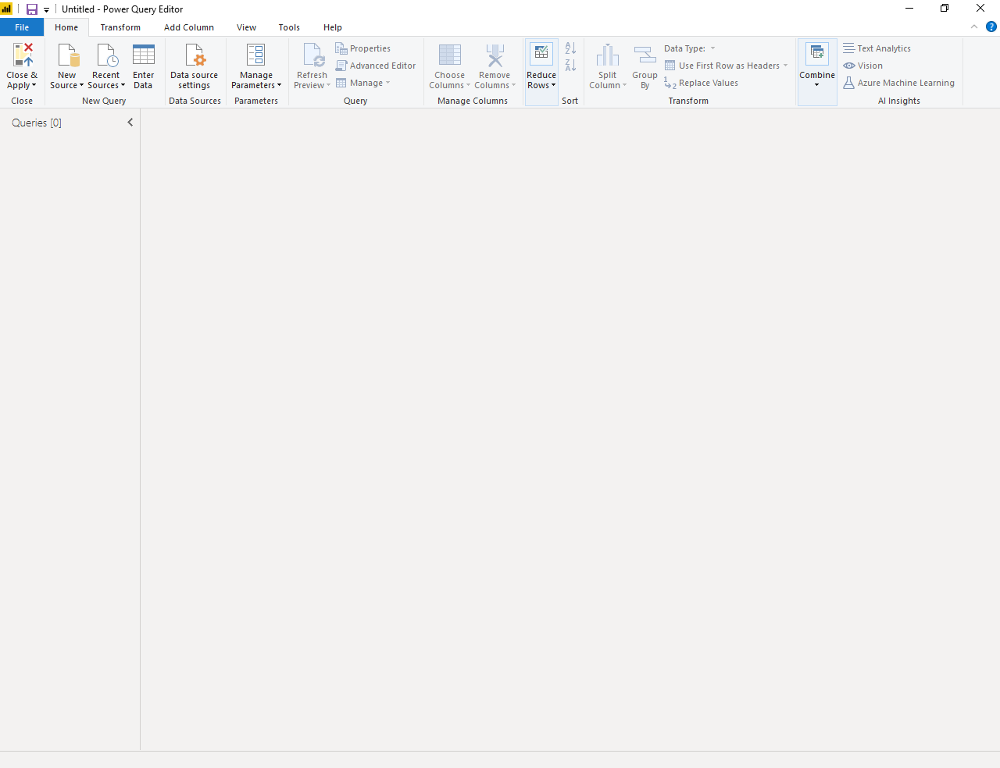 Untitled - Power Query Editor
File Home Transform Add Column View Tools Help
Close & Apply
New Source
Recent Sources
Enter Data
Data source settings
Manage Parameters
Refresh Preview
Properties
Advanced Editor
Manage
Choose Columns
Remove Columns
Reduce Rows
Split Column
Group By
Data Type:
Use First Row as Headers
Replace Values
Combine
Text Analytics
Vision
Azure Machine Learning
Close New Query Data Sources Parameters Query Manage Columns Sort Transform AI Insights
Queries [0]